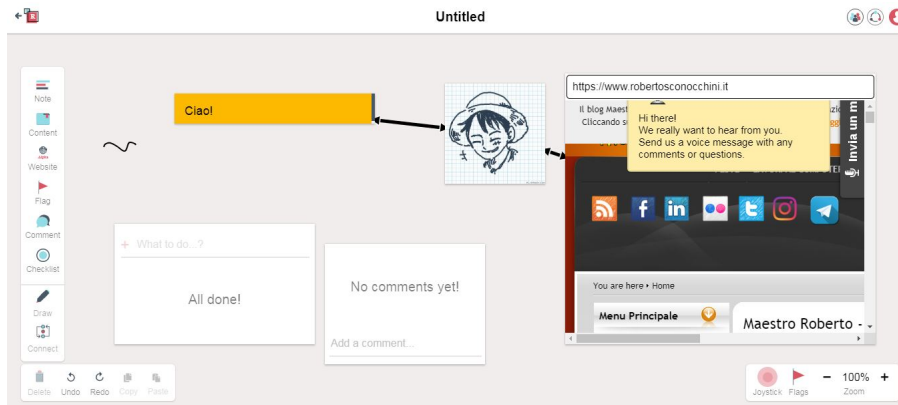 Untitled
Note
Content
Website
Flag
Comment
Checklist
Draw
Connect
Ciao!
https://www.robertosconocchini.it
Il blog Maest
Cliccando su
Hi there!
We really want to hear from you.
Send us a voice message with any
comments or questions.
Invia un m
You are here • Home
Menu Principale
Maestro Roberto -
+ What to do...?
All done!
No comments yet!
Add a comment...
Delete
Undo
Redo
Copy
Paste
Joystick
Flags
− 100% +
Zoom